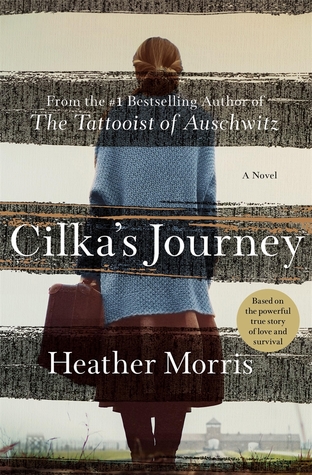 From the #1 Bestselling Author of
The Tattooist of Auschwitz
A Novel
Cilka's Journey
Based on
the powerful
true story
of love and
survival
Heather Morris